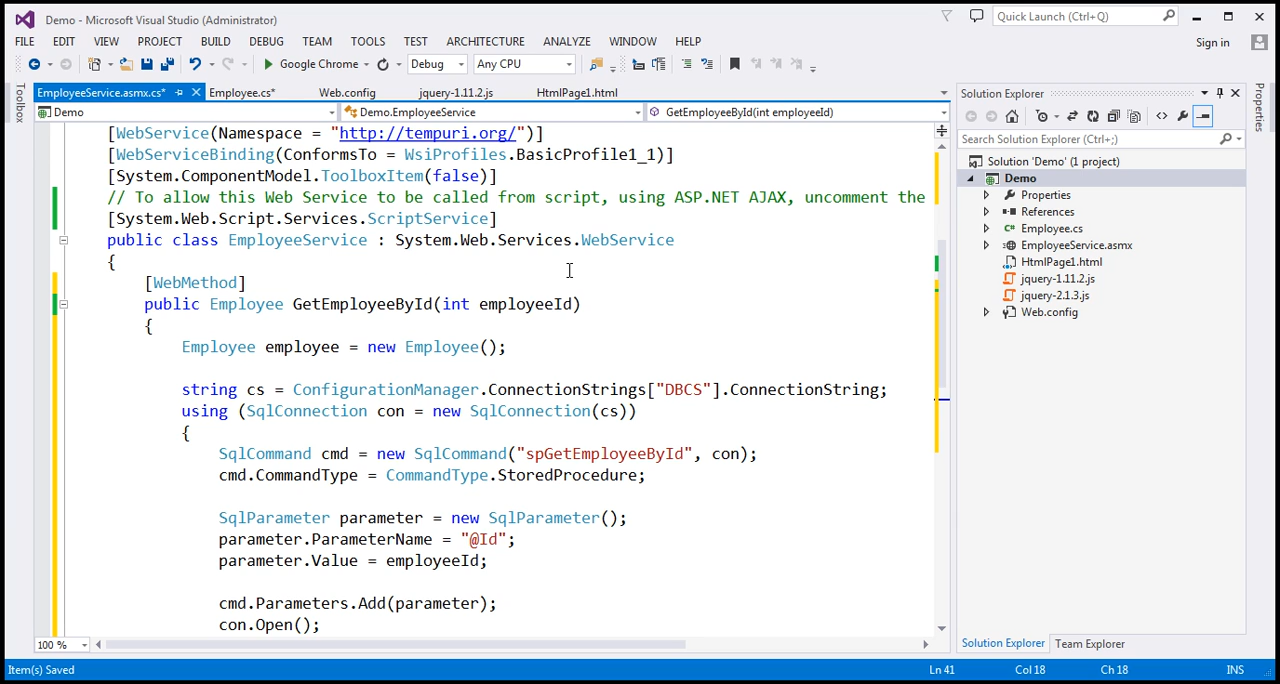 Demo - Microsoft Visual Studio (Administrator)
Quick Launch (Ctrl+Q)
FILE EDIT VIEW PROJECT BUILD DEBUG TEAM TOOLS TEST ARCHITECTURE ANALYZE WINDOW HELP
Sign in
Google Chrome Debug Any CPU
Toolbox
EmployeeService.asmx.cs* Employee.cs* Web.config jquery-1.11.2.js HtmlPage1.html
Demo Demo.EmployeeService GetEmployeeById(int employeeId)
[WebService(Namespace = "http://tempuri.org/")]
[WebServiceBinding(ConformsTo = WsiProfiles.BasicProfile1_1)]
[System.ComponentModel.ToolboxItem(false)]
// To allow this Web Service to be called from script, using ASP.NET AJAX, uncomment the
[System.Web.Script.Services.ScriptService]
public class EmployeeService : System.Web.Services.WebService
{
[WebMethod]
public Employee GetEmployeeById(int employeeId)
{
Employee employee = new Employee();
string cs = ConfigurationManager.ConnectionStrings["DBCS"].ConnectionString;
using (SqlConnection con = new SqlConnection(cs))
{
SqlCommand cmd = new SqlCommand("spGetEmployeeById", con);
cmd.CommandType = CommandType.StoredProcedure;
SqlParameter parameter = new SqlParameter();
parameter.ParameterName = "@Id";
parameter.Value = employeeId;
cmd.Parameters.Add(parameter);
con.Open();
100 %
Solution Explorer
Search Solution Explorer (Ctrl+;)
Solution 'Demo' (1 project)
Demo
Properties
References
Employee.cs
EmployeeService.asmx
HtmlPage1.html
jquery-1.11.2.js
jquery-2.1.3.js
Web.config
Solution Explorer Team Explorer
Properties
Item(s) Saved Ln 41 Col 18 Ch 18 INS